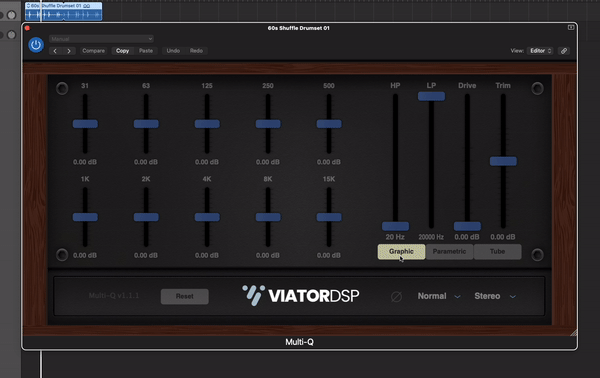 60s Shuffle Drumset 01
60s Shuffle Drumset 01
Manual
Compare Copy Paste Undo Redo View: Editor
31 63 125 250 500 HP LP Drive Trim
0.00 dB 0.00 dB 0.00 dB 0.00 dB 0.00 dB
1K 2K 4K 8K 15K
20 Hz 20000 Hz 0.00 dB 0.00 dB
0.00 dB 0.00 dB 0.00 dB 0.00 dB 0.00 dB
Graphic Parametric Tube
Multi-Q v1.1.1 Reset VIATORDSP Normal Stereo
Multi-Q